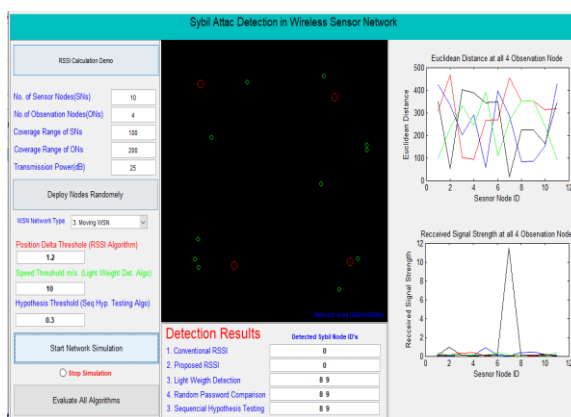 Sybil Attac Detection in Wireless Sensor Network
RSSI Calculation Demo
No. of Sensor Nodes(SNs) 10
No.of Observation Nodes(ONs) 4
Coverage Range of SNs 100
Coverage Range of ONs 200
Transmission Power(dB) 25
Deploy Nodes Randomely
WSN Network Type 3. Moving WSN
Position Delta Threshole (RSSI Algorithm)
1.2
Speed Threshold m/s (Light Weight Det. Algo)
10
Hypothesis Threshold (Seq Hyp. Testing Algo)
0.3
Start Network Simulation
Stop Simulation
Evaluate All Algorithms
Detection Results
Detected Sybil Node ID's
1. Conventional RSSI 0
2. Proposed RSSI 0
3. Light Weigth Detection 8 9
4. Random Password Comparison 8 9
3. Sequential Hypothesis Testing 8 9
Euclidean Distance at all 4 Observation Node
Euclidean Distance
500
400
300
200
100
0
0 2 4 6 8 10 12
Sesnor Node ID
Recceived Signal Strength at all 4 Observation Node
Reccived Signal Strength
12
10
8
6
4
2
0
0 2 4 6 8 10 12
Sesnor Node ID